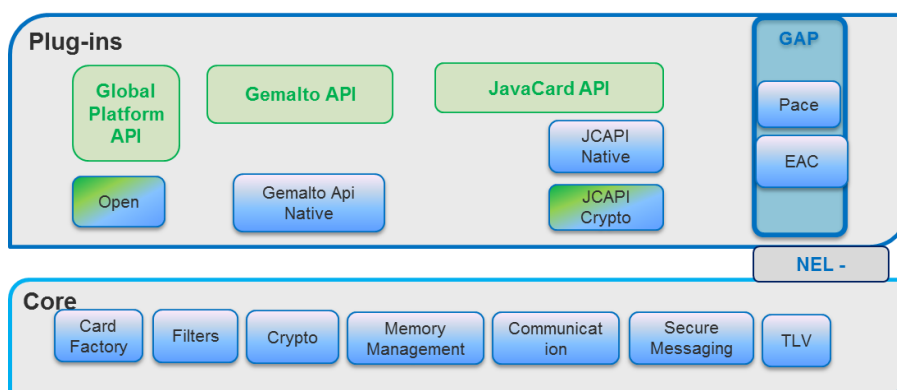 Plug-ins
GAP
Global
Platform
API
Gemalto API
JavaCard API
Pace
JCAPI
Native
EAC
Open
Gemalto Api
Native
JCAPI
Crypto
NEL -
Core
Card
Factory
Filters
Crypto
Memory
Management
Communicat
ion
Secure
Messaging
TLV